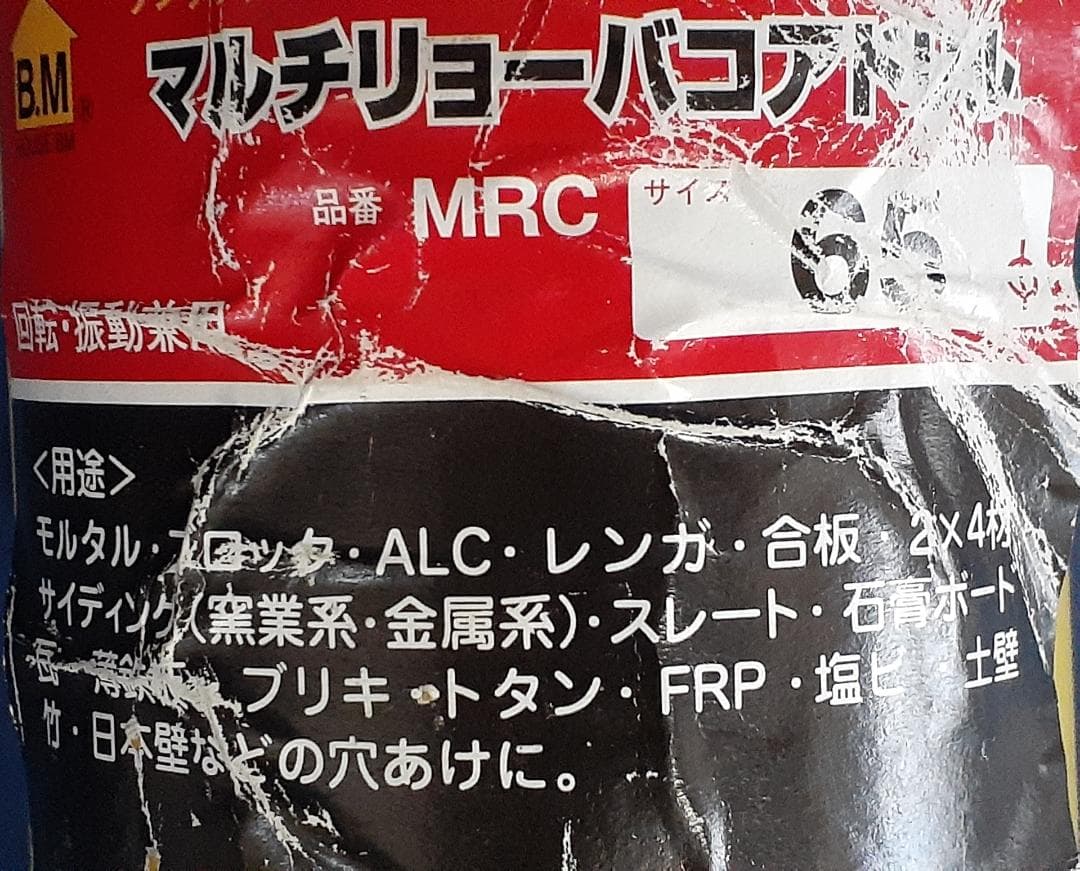 B.M
HOUSE BM
マルチリョーバコアドリル
品番 MRC
サイズ 65
回転・振動兼用
<用途>
モルタル・ブロック・ALC・レンガ・合板・2×4材
サイディング(窯業系・金属系)・スレート・石膏ボート
ブリキ・トタン・FRP・塩ビ・土壁
竹・日本壁などの穴あけに。